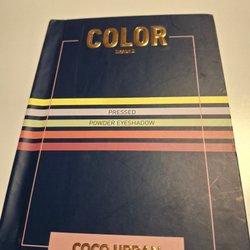 COLOR
PRESSED
POWDER EYESHADOW
COCO URBAN